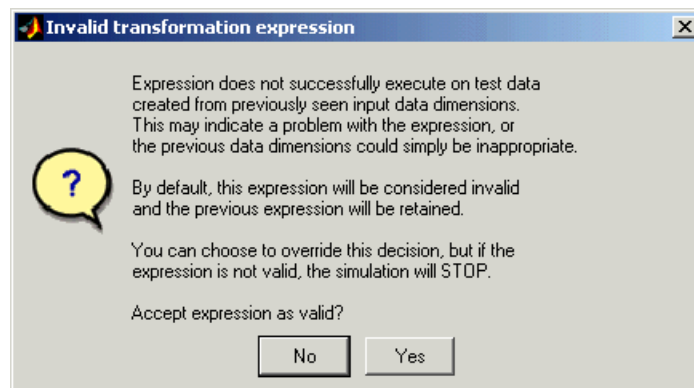 Invalid transformation expression
Expression does not successfully execute on test data
created from previously seen input data dimensions.
This may indicate a problem with the expression, or
the previous data dimensions could simply be inappropriate.
By default, this expression will be considered invalid
and the previous expression will be retained.
You can choose to override this decision, but if the
expression is not valid, the simulation will STOP.
Accept expression as valid?
No
Yes